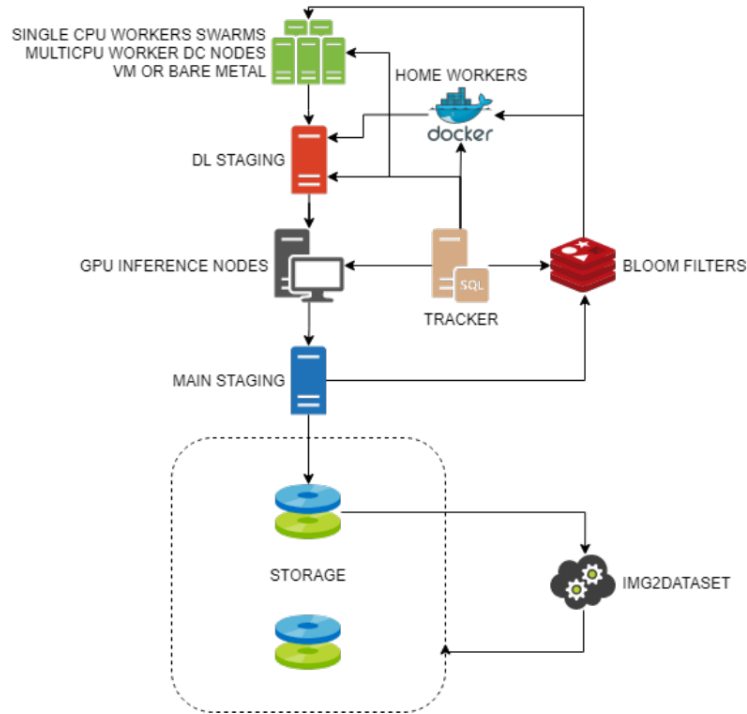 SINGLE CPU WORKERS SWARMS
MULTICPU WORKER DC NODES
VM OR BARE METAL
HOME WORKERS
docker
DL STAGING
GPU INFERENCE NODES
SQL
BLOOM FILTERS
TRACKER
MAIN STAGING
STORAGE
IMG2DATASET